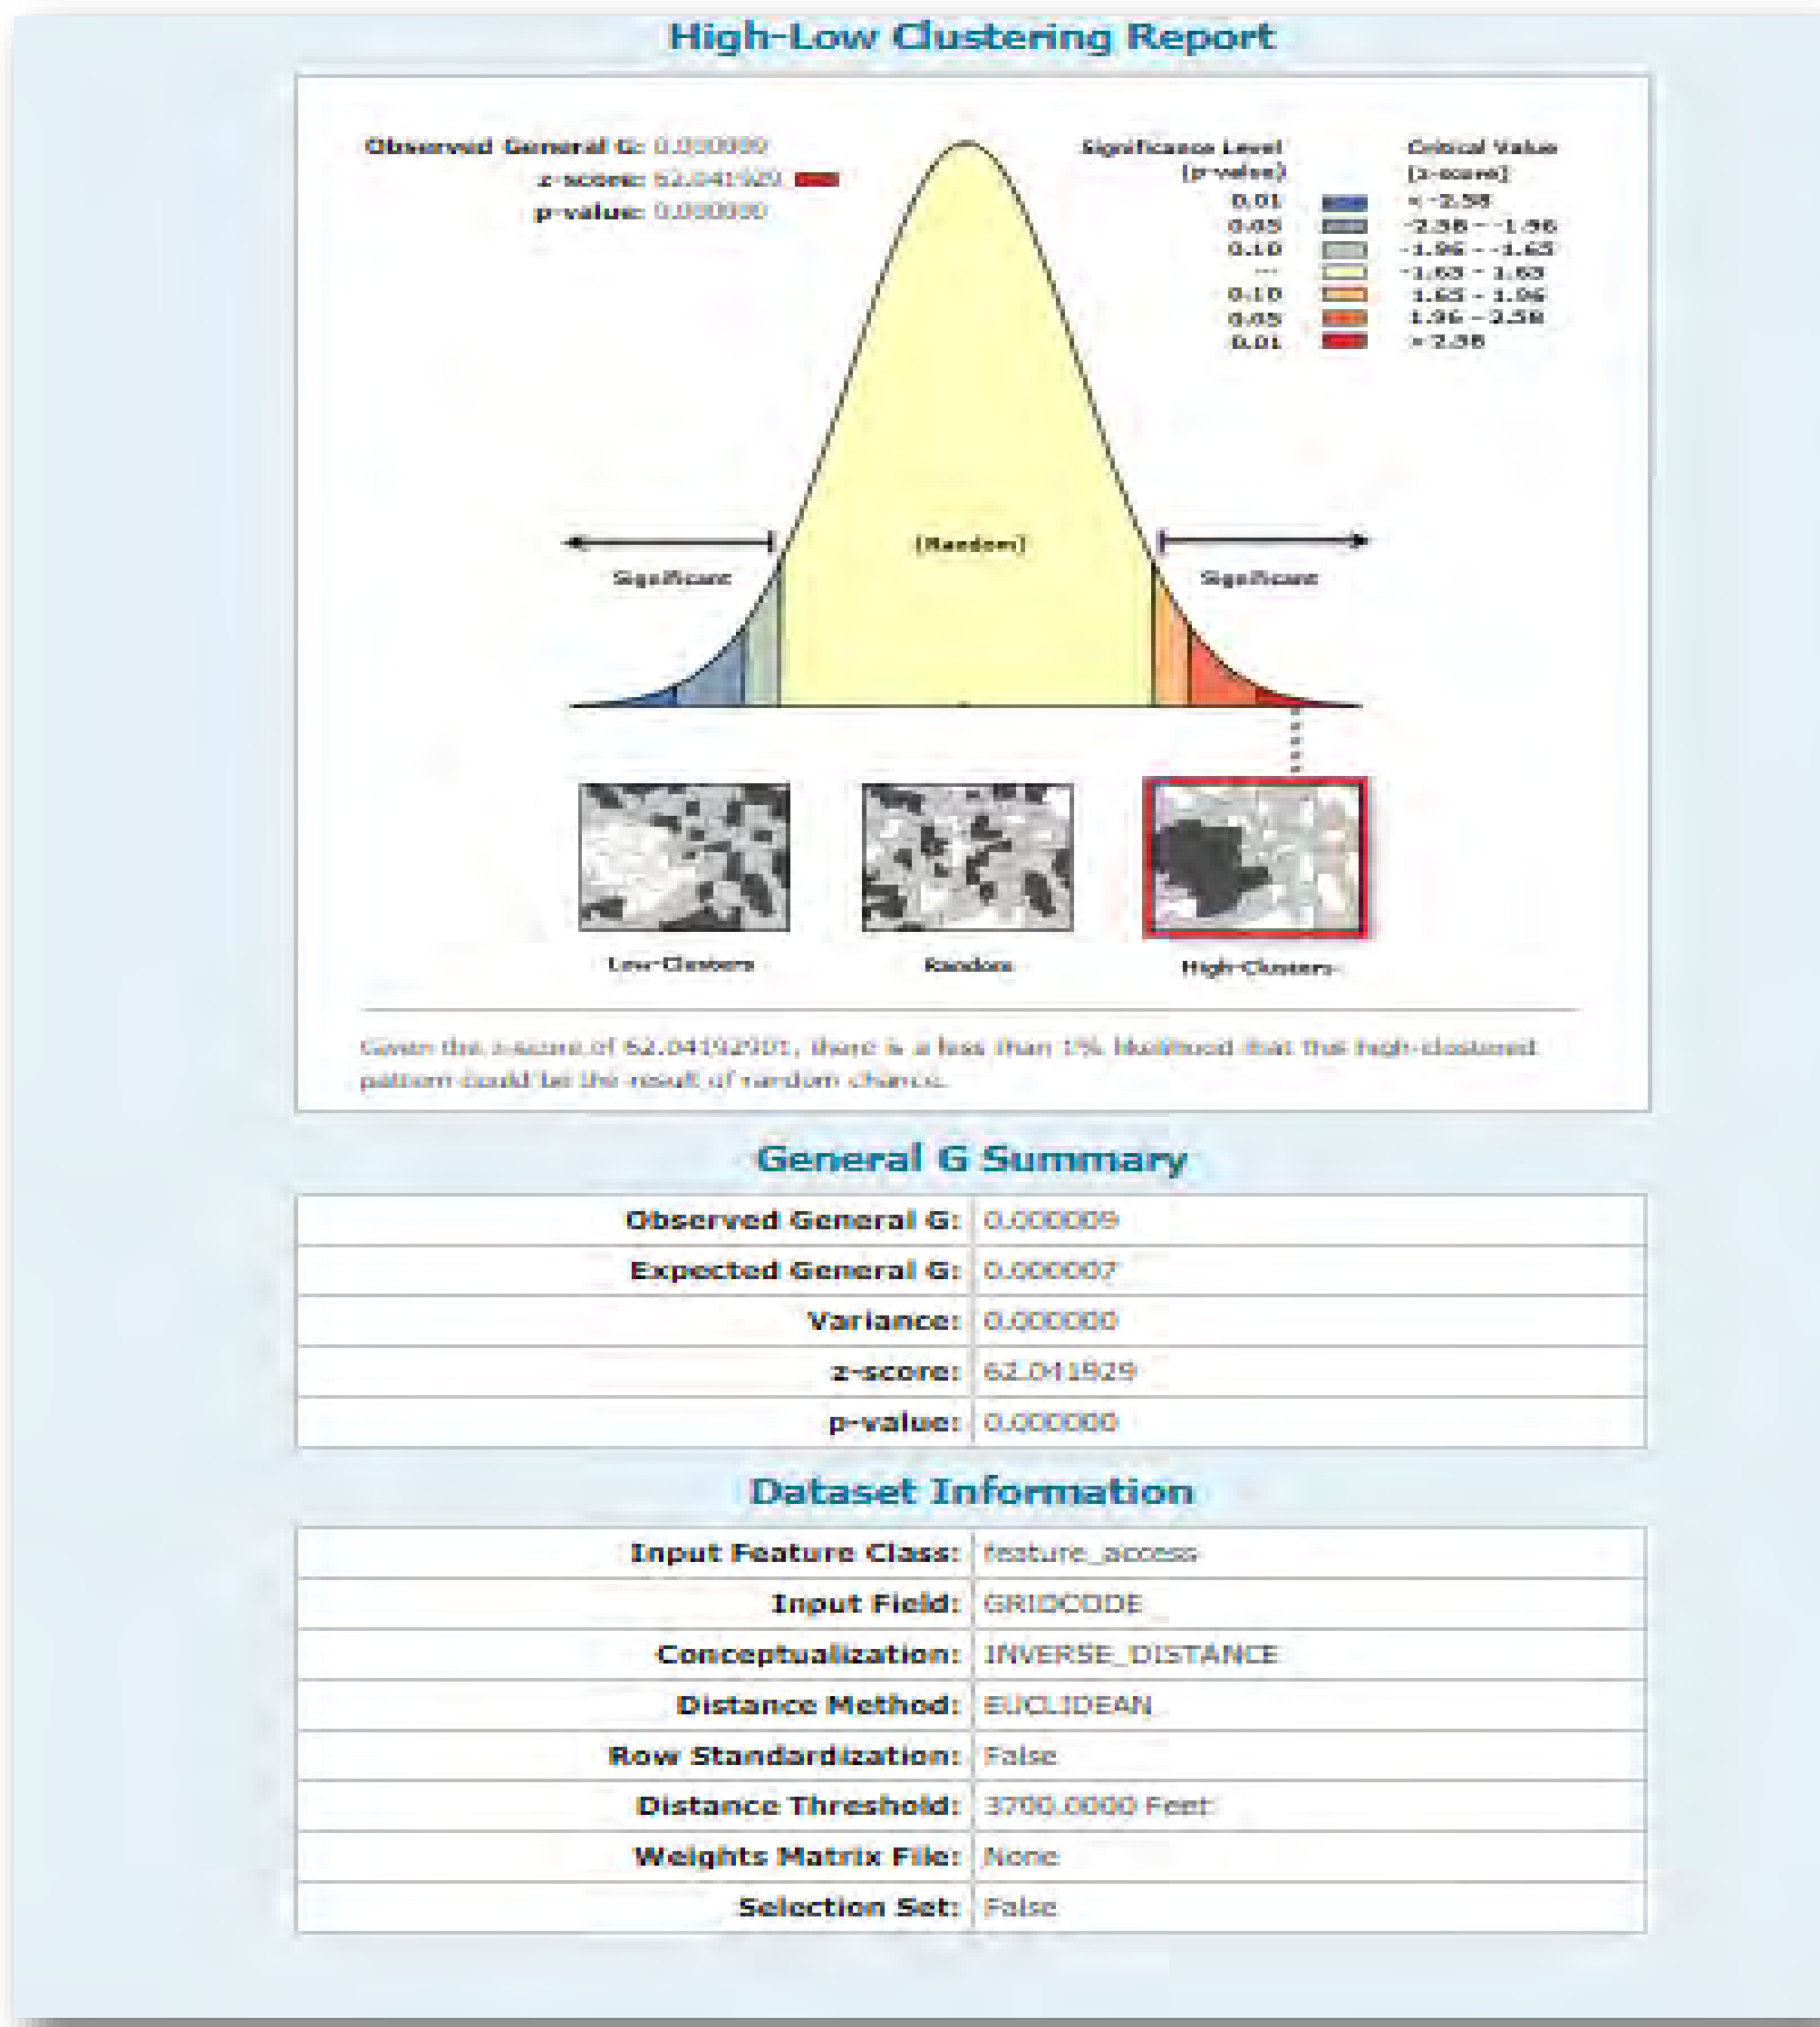 High-Low Clustering Report
Observed General G: 0.000009
z-score: 62.041929
p-value: 0.000000
Significance Level
(p-value)
Critical Value
(z-score)
0.01 < -2.58
0.05 -2.58 - -1.96
0.10 -1.96 - -1.65
--- -1.65 - 1.65
0.10 1.65 - 1.96
0.05 1.96 - 2.58
0.01 > 2.58
(Random)
Significant
Significant
Low-Clusters
Random
High-Clusters
Given the z-score of 62.04192901, there is a less than 1% likelihood that this high-clustered
pattern could be the result of random chance.
General G Summary
Observed General G: 0.000009
Expected General G: 0.000007
Variance: 0.000000
z-score: 62.041929
p-value: 0.000000
Dataset Information
Input Feature Class: feature_access
Input Field: GRIDCODE
Conceptualization: INVERSE_DISTANCE
Distance Method: EUCLIDEAN
Row Standardization: False
Distance Threshold: 3700.0000 Feet
Weights Matrix File: None
Selection Set: False